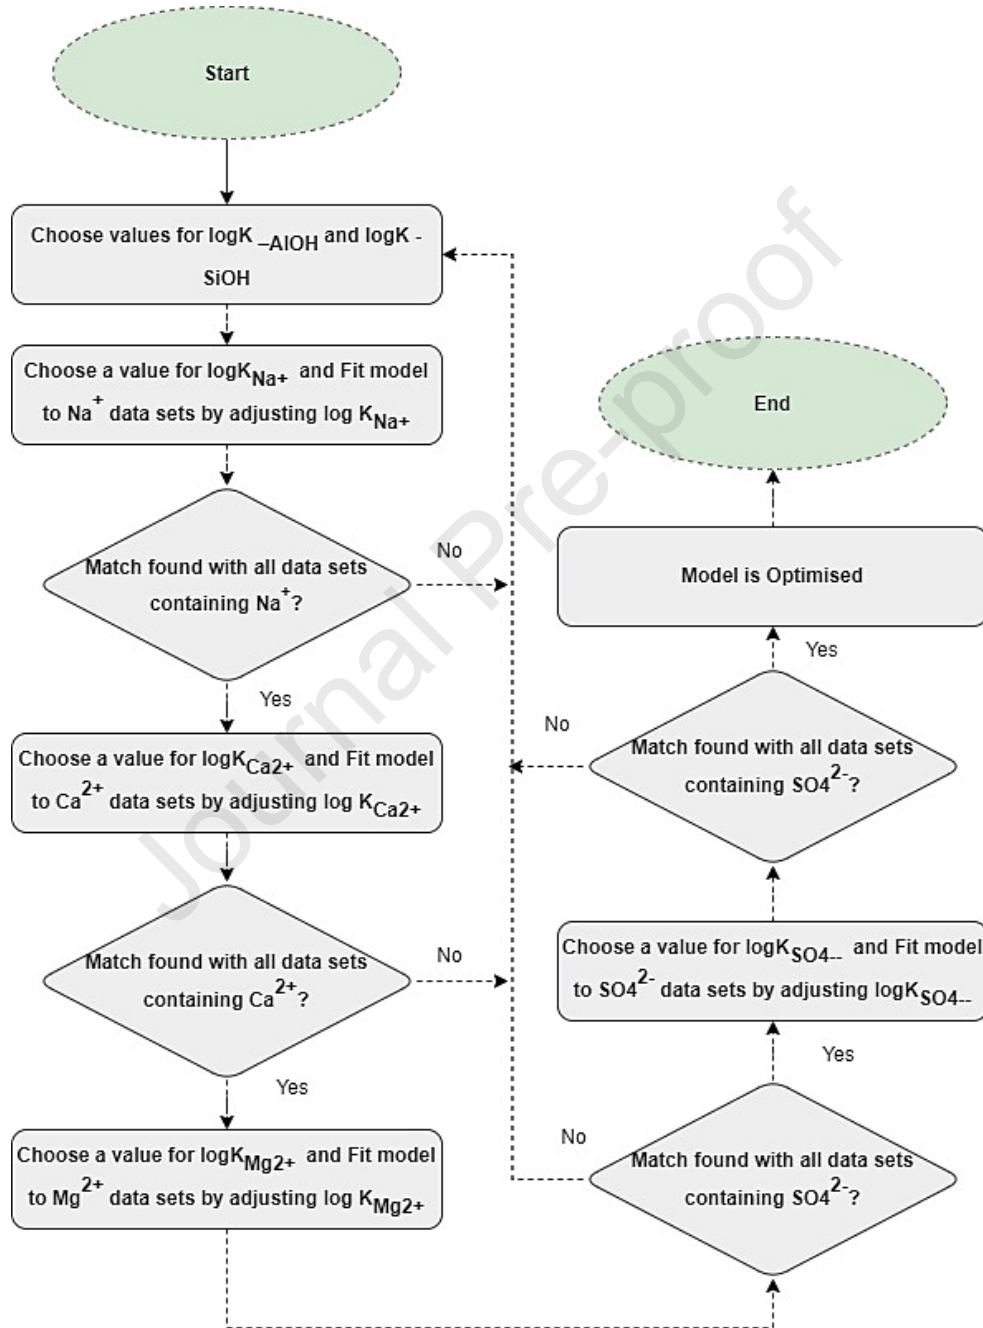 Start
Choose values for logK –AlOH and logK -
SiOH
Choose a value for logKNa+ and Fit model
to Na+ data sets by adjusting log KNa+
Match found with all data sets
containing Na+?
No
Yes
Choose a value for logKCa2+ and Fit model
to Ca2+ data sets by adjusting log KCa2+
Match found with all data sets
containing Ca2+?
No
Yes
Choose a value for logKMg2+ and Fit model
to Mg2+ data sets by adjusting log KMg2+
Match found with all data sets
containing SO42-?
No
Yes
Choose a value for logKSO4-- and Fit model
to SO42- data sets by adjusting logKSO4--
Match found with all data sets
containing SO42-?
No
Yes
Model is Optimised
End
Journal Pre-proof